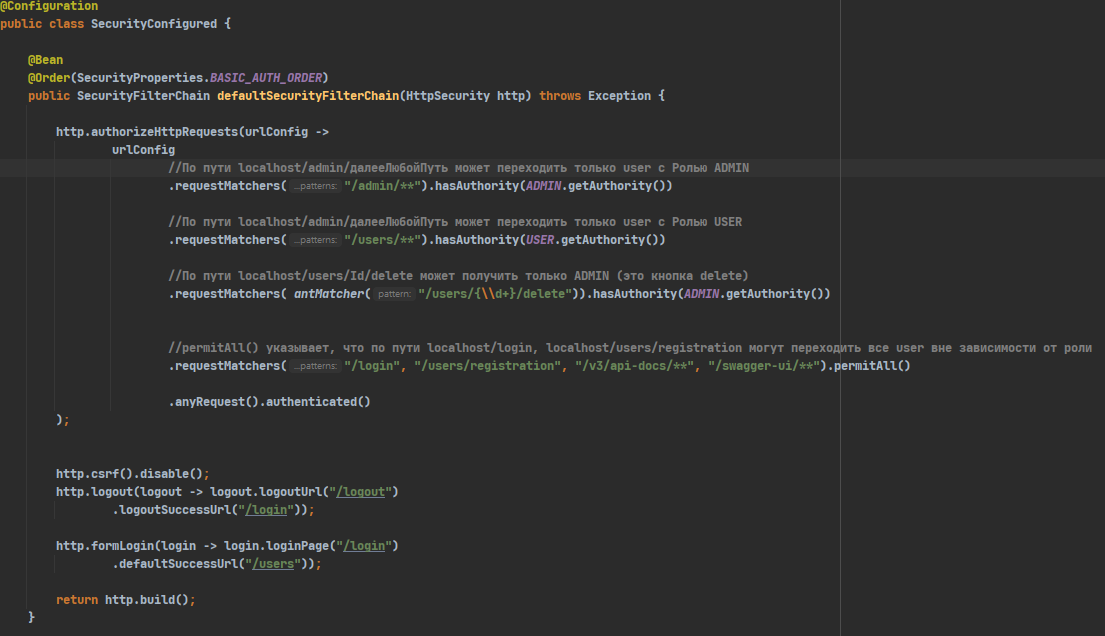 @Configuration
public class SecurityConfigured {
@Bean
@Order(SecurityProperties.BASIC_AUTH_ORDER)
public SecurityFilterChain defaultSecurityFilterChain(HttpSecurity http) throws Exception {
http.authorizeHttpRequests(urlConfig ->
urlConfig
//По пути localhost/admin/далееЛюбойПуть может переходить только user с Ролью ADMIN
.requestMatchers( ...patterns: "/admin/**").hasAuthority(ADMIN.getAuthority())
//По пути localhost/admin/далееЛюбойПуть может переходить только user с Ролью USER
.requestMatchers( ...patterns: "/users/**").hasAuthority(USER.getAuthority())
//По пути localhost/users/Id/delete может получить только ADMIN (это кнопка delete)
.requestMatchers( antMatcher( pattern: "/users/{\\d+}/delete")).hasAuthority(ADMIN.getAuthority())
//permitAll() указывает, что по пути localhost/login, localhost/users/registration могут переходить все user вне зависимости от роли
.requestMatchers( ...patterns: "/login", "/users/registration", "/v3/api-docs/**", "/swagger-ui/**").permitAll()
.anyRequest().authenticated()
);
http.csrf().disable();
http.logout(logout -> logout.logoutUrl("/logout")
.logoutSuccessUrl("/login"));
http.formLogin(login -> login.loginPage("/login")
.defaultSuccessUrl("/users"));
return http.build();
}